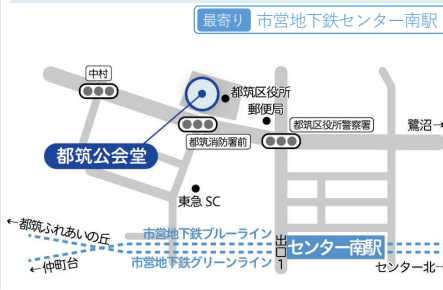 最寄り 市営地下鉄センター南駅
中村
都筑区役所
郵便局
都筑区役所警察署
鷺沼→
都筑消防署前
都筑公会堂
東急 SC
←都筑ふれあいの丘
市営地下鉄ブルーライン
出口1
センター南駅
市営地下鉄グリーンライン
←仲町台
センター北→